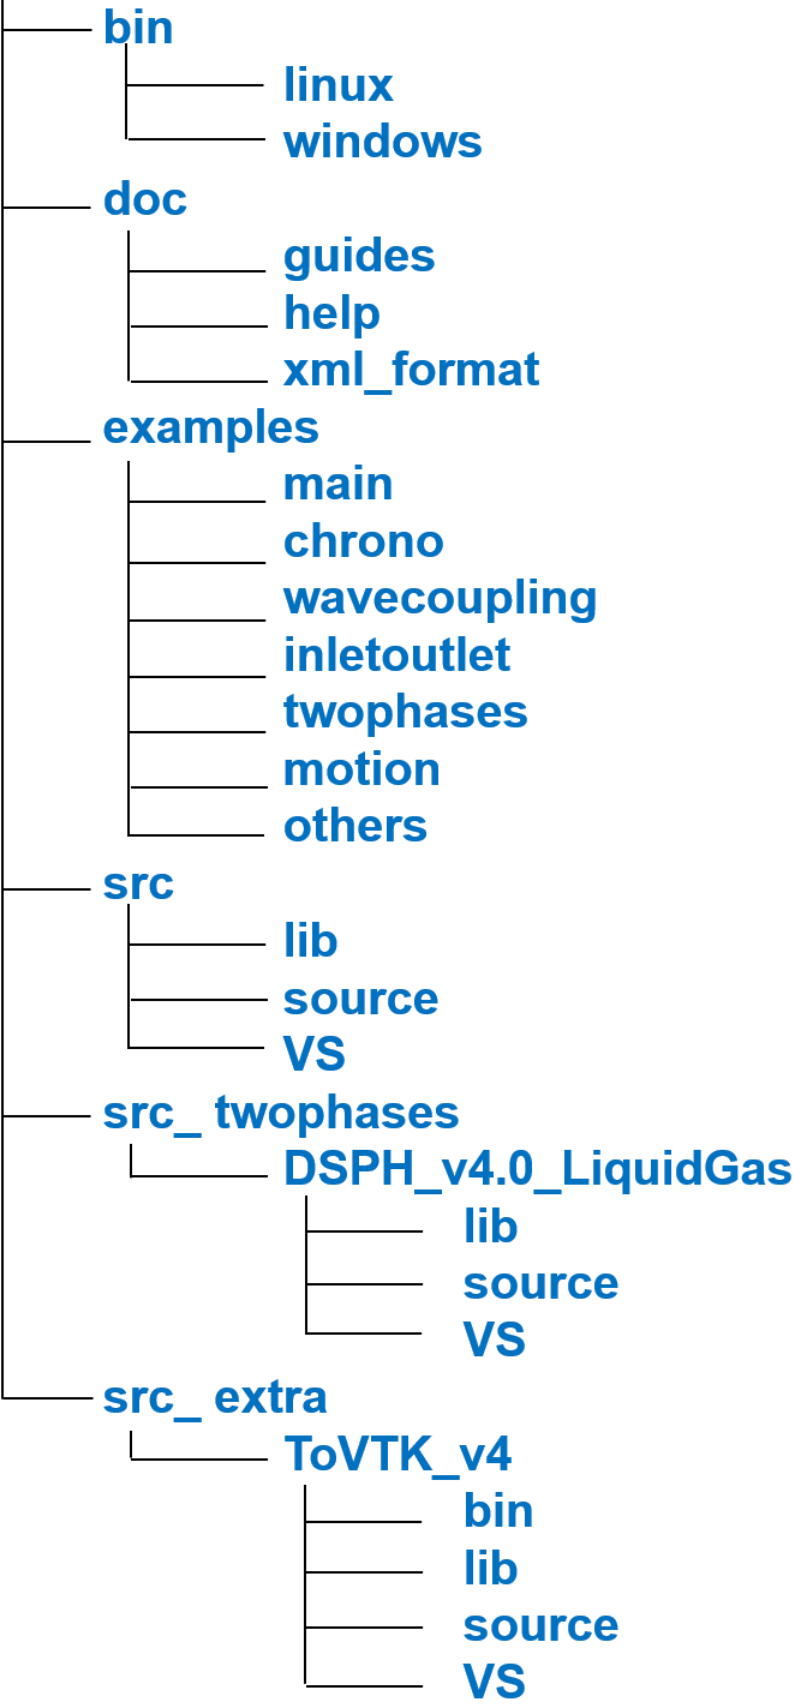 bin
linux
windows
doc
guides
help
xml_format
examples
main
chrono
wavecoupling
inletoutlet
twophases
motion
others
src
lib
source
VS
src_ twophases
DSPH_v4.0_LiquidGas
lib
source
VS
src_ extra
ToVTK_v4
bin
lib
source
VS